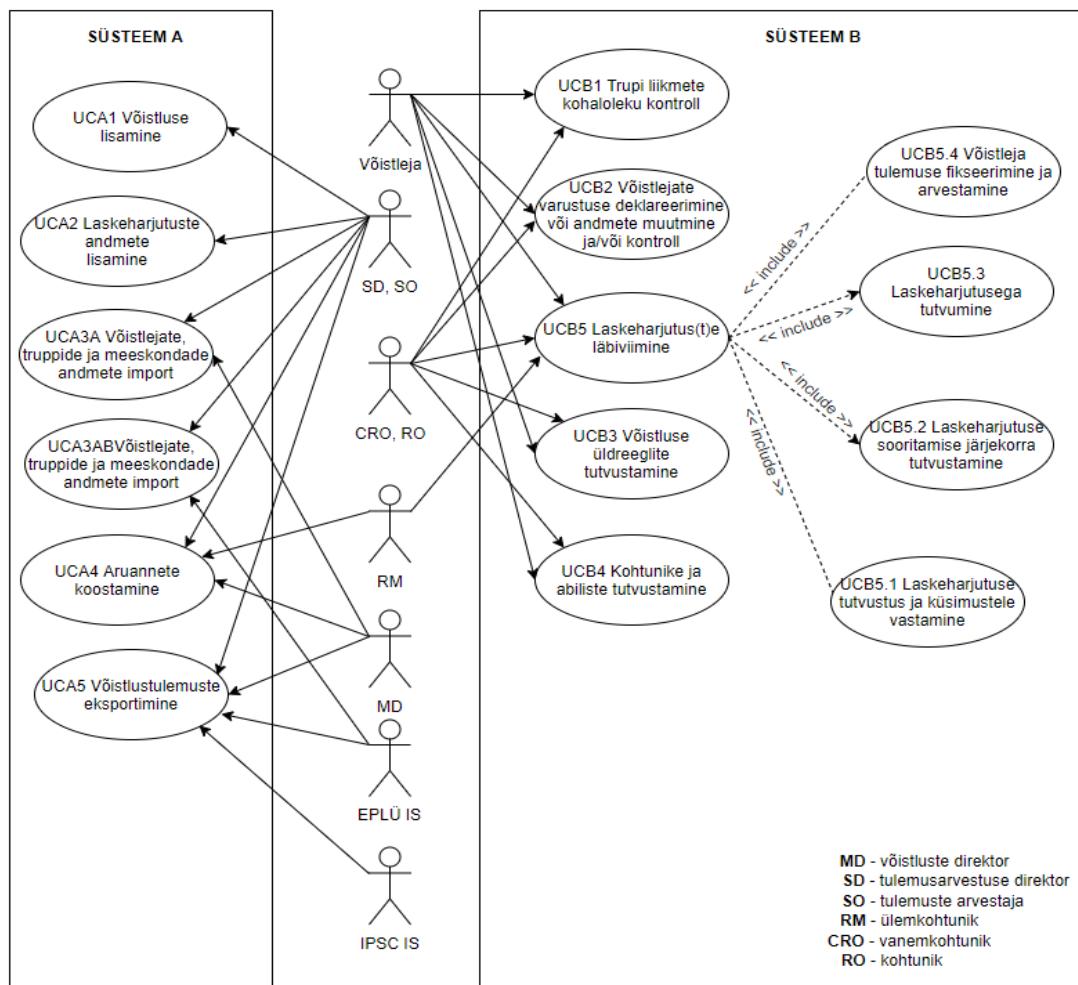 SÜSTEEM A
UCA1 Võistluse
lisamine
UCA2 Laskeharjutuste
andmete
lisamine
UCA3A Võistlejate,
truppide ja meeskondade
andmete import
UCA3ABVõistlejate,
truppide ja meeskondade
andmete import
UCA4 Aruannete
koostamine
UCA5 Võistlustulemuste
eksportimine
Võistleja
SD, SO
CRO, RO
RM
MD
EPLÜ IS
IPSC IS
SÜSTEEM B
UCB1 Trupi liikmete
kohaloleku kontroll
UCB2 Võistlejate
varustuse deklareerimine
või andmete muutmine
ja/või kontroll
UCB5 Laskeharjutus(t)e
läbiviimine
UCB3 Võistluse
üldreeglite
tutvustamine
UCB4 Kohtunike ja
abiliste tutvustamine
<< include >>
<< include >>
<< include >>
<< include >>
UCB5.4 Võistleja
tulemuse fikseerimine ja
arvestamine
UCB5.3
Laskeharjutusega
tutvumine
UCB5.2 Laskeharjutuse
sooritamise järjekorra
tutvustamine
UCB5.1 Laskeharjutuse
tutvustus ja küsimustele
vastamine
MD - võistluste direktor
SD - tulemusarvestuse direktor
SO - tulemuste arvestaja
RM - ülemkohtunik
CRO - vanemkohtunik
RO - kohtunik